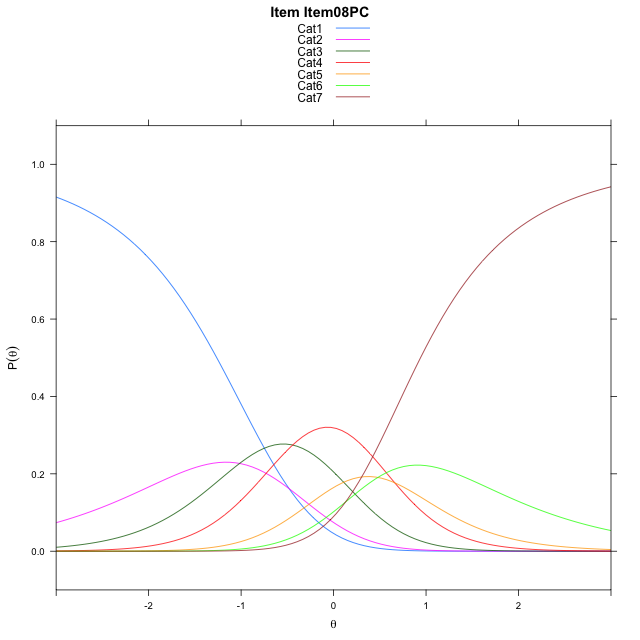 Item Item08PC
Cat1
Cat2
Cat3
Cat4
Cat5
Cat6
Cat7
1.0
0.8
0.6
0.4
0.2
0.0
P(θ)
-2 -1 0 1 2
θ